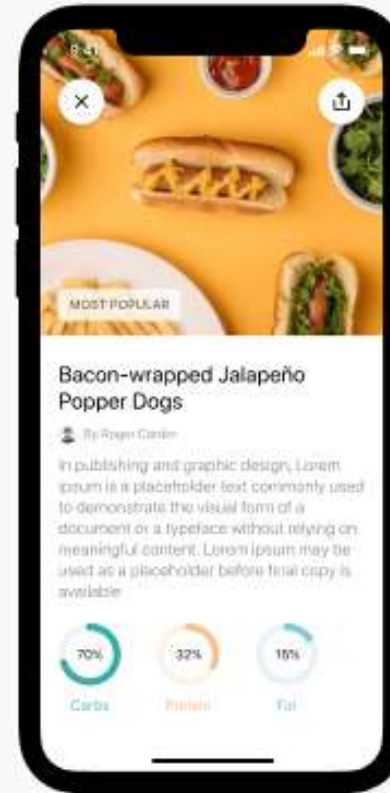 9:41
MOST POPULAR
Bacon-wrapped Jalapeño
Popper Dogs
By Roger Carder
In publishing and graphic design, Lorem
ipsum is a placeholder text commonly used
to demonstrate the visual form of a
document or a typeface without relying on
meaningful content. Lorem ipsum may be
used as a placeholder before final copy is
available
70% 32% 15%
Carbs Protein Fat